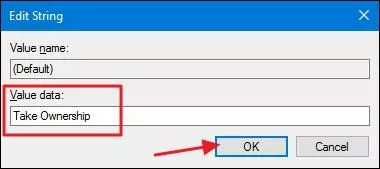 Edit String
Value name:
(Default)
Value data:
Take Ownership
OK Cancel